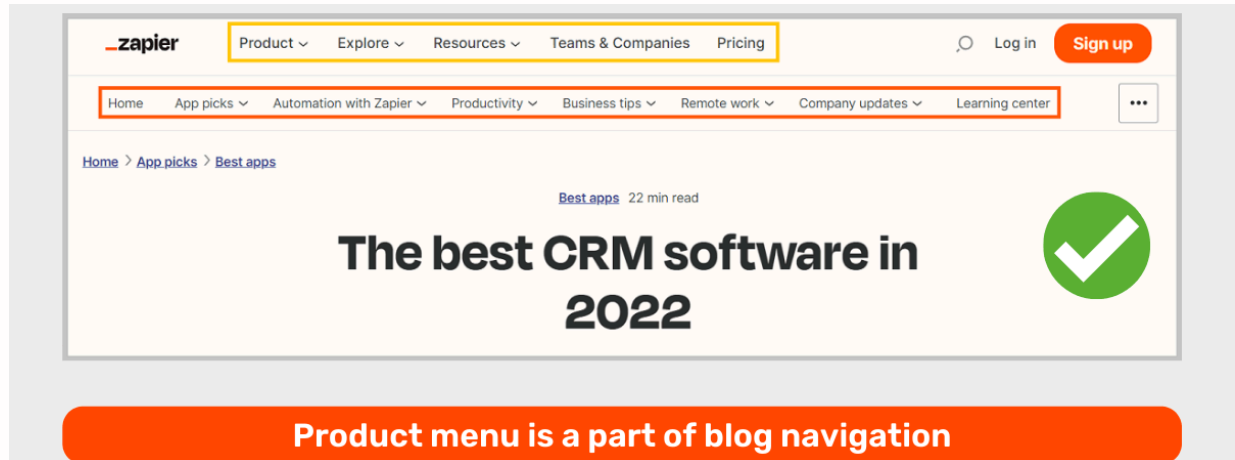 _zapier Product Explore Resources Teams & Companies Pricing Log in Sign up
Home App picks Automation with Zapier Productivity Business tips Remote work Company updates Learning center ...
Home > App picks > Best apps
Best apps 22 min read
The best CRM software in
2022
Product menu is a part of blog navigation